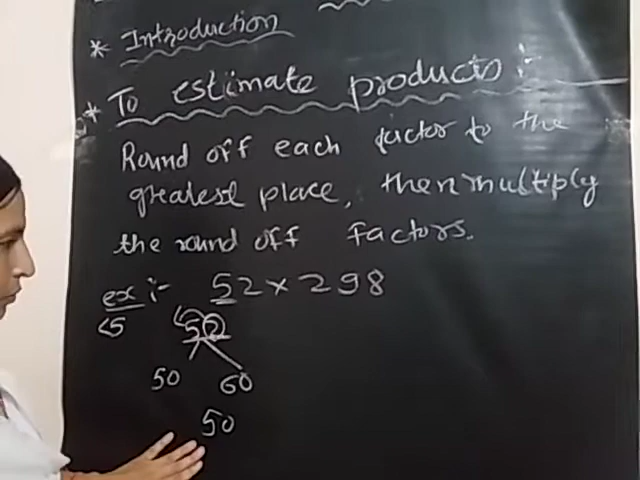 * Introduction
* To estimate products :-
Round off each factor to the
greatest place, then multiply
the round off factors.
ex :- 52 × 298
<5
50 60
50